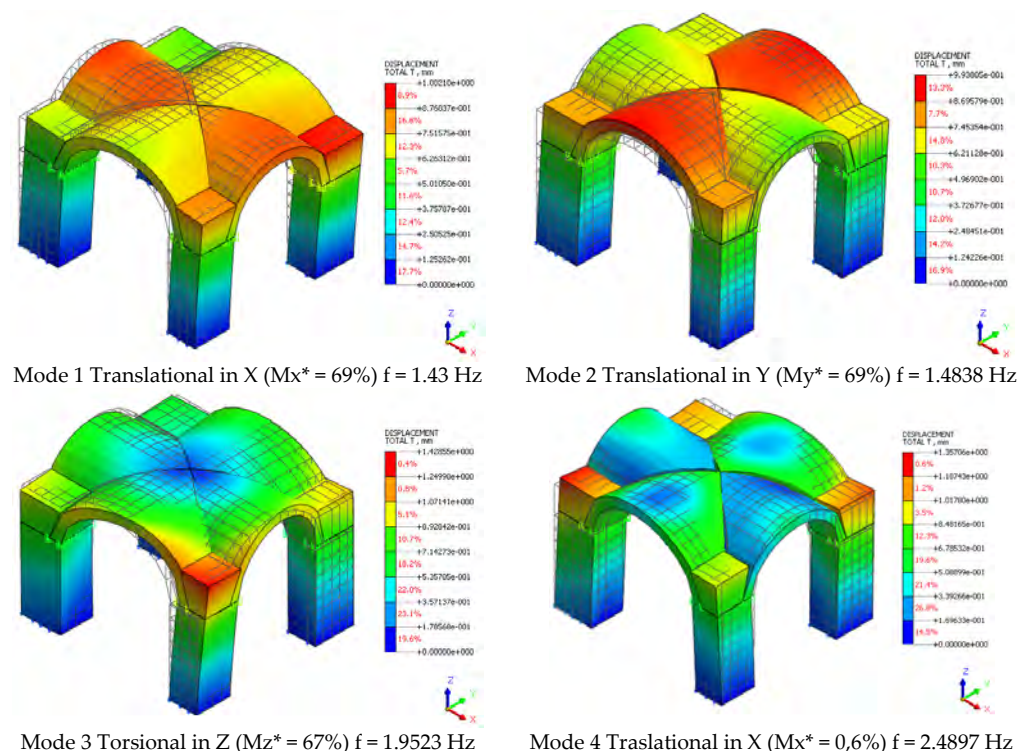 DISPLACEMENT
TOTAL T , mm
+1.00210e+000
8.9%
+8.76837e-001
16.6%
+7.51575e-001
12.3%
+6.26312e-001
5.7%
+5.01050e-001
11.6%
+3.75787e-001
12.4%
+2.50525e-001
14.7%
+1.25262e-001
17.7%
+0.00000e+000
Z
Y
X
Mode 1 Translational in X (Mx* = 69%) f = 1.43 Hz
DISPLACEMENT
TOTAL T , mm
+9.93805e-001
13.2%
+8.69579e-001
7.7%
+7.45354e-001
14.8%
+6.21128e-001
10.3%
+4.96902e-001
10.7%
+3.72677e-001
12.0%
+2.48451e-001
14.2%
+1.24226e-001
16.9%
+0.00000e+000
Z
Y
X
Mode 2 Translational in Y (My* = 69%) f = 1.4838 Hz
DISPLACEMENT
TOTAL T , mm
+1.42855e+000
0.4%
+1.24998e+000
0.8%
+1.07141e+000
5.1%
+8.92842e-001
10.7%
+7.14273e-001
18.2%
+5.35705e-001
22.0%
+3.57137e-001
23.1%
+1.78568e-001
19.6%
+0.00000e+000
Z
Y
X
Mode 3 Torsional in Z (Mz* = 67%) f = 1.9523 Hz
DISPLACEMENT
TOTAL T , mm
+1.35706e+000
0.6%
+1.18743e+000
1.2%
+1.01780e+000
3.5%
+8.48165e-001
12.3%
+6.78532e-001
19.6%
+5.08899e-001
21.4%
+3.39266e-001
26.8%
+1.69633e-001
14.5%
+0.00000e+000
Z
Y
X
Mode 4 Traslational in X (Mx* = 0.6%) f = 2.4897 Hz